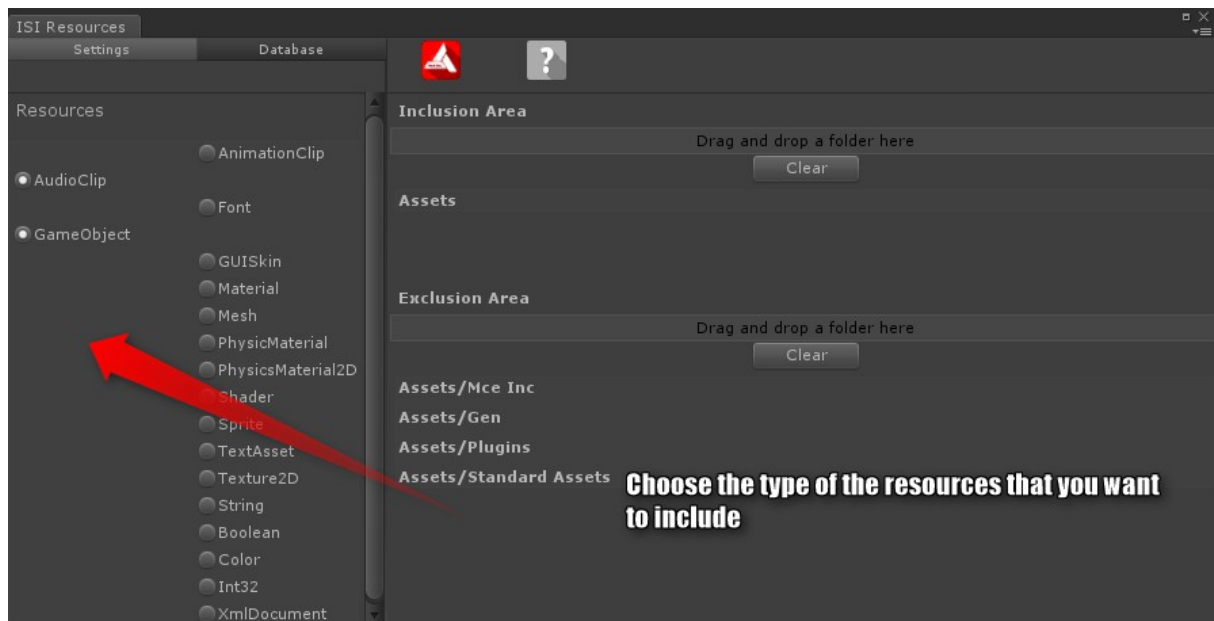 ISI Resources
Settings
Database
Resources
AnimationClip
AudioClip
Font
GameObject
GUISkin
Material
Mesh
PhysicMaterial
PhysicsMaterial2D
Shader
Sprite
TextAsset
Texture2D
String
Boolean
Color
Int32
XmlDocument
?
Inclusion Area
Drag and drop a folder here
Clear
Assets
Exclusion Area
Drag and drop a folder here
Clear
Assets/Mce Inc
Assets/Gen
Assets/Plugins
Assets/Standard Assets
Choose the type of the resources that you want
to include